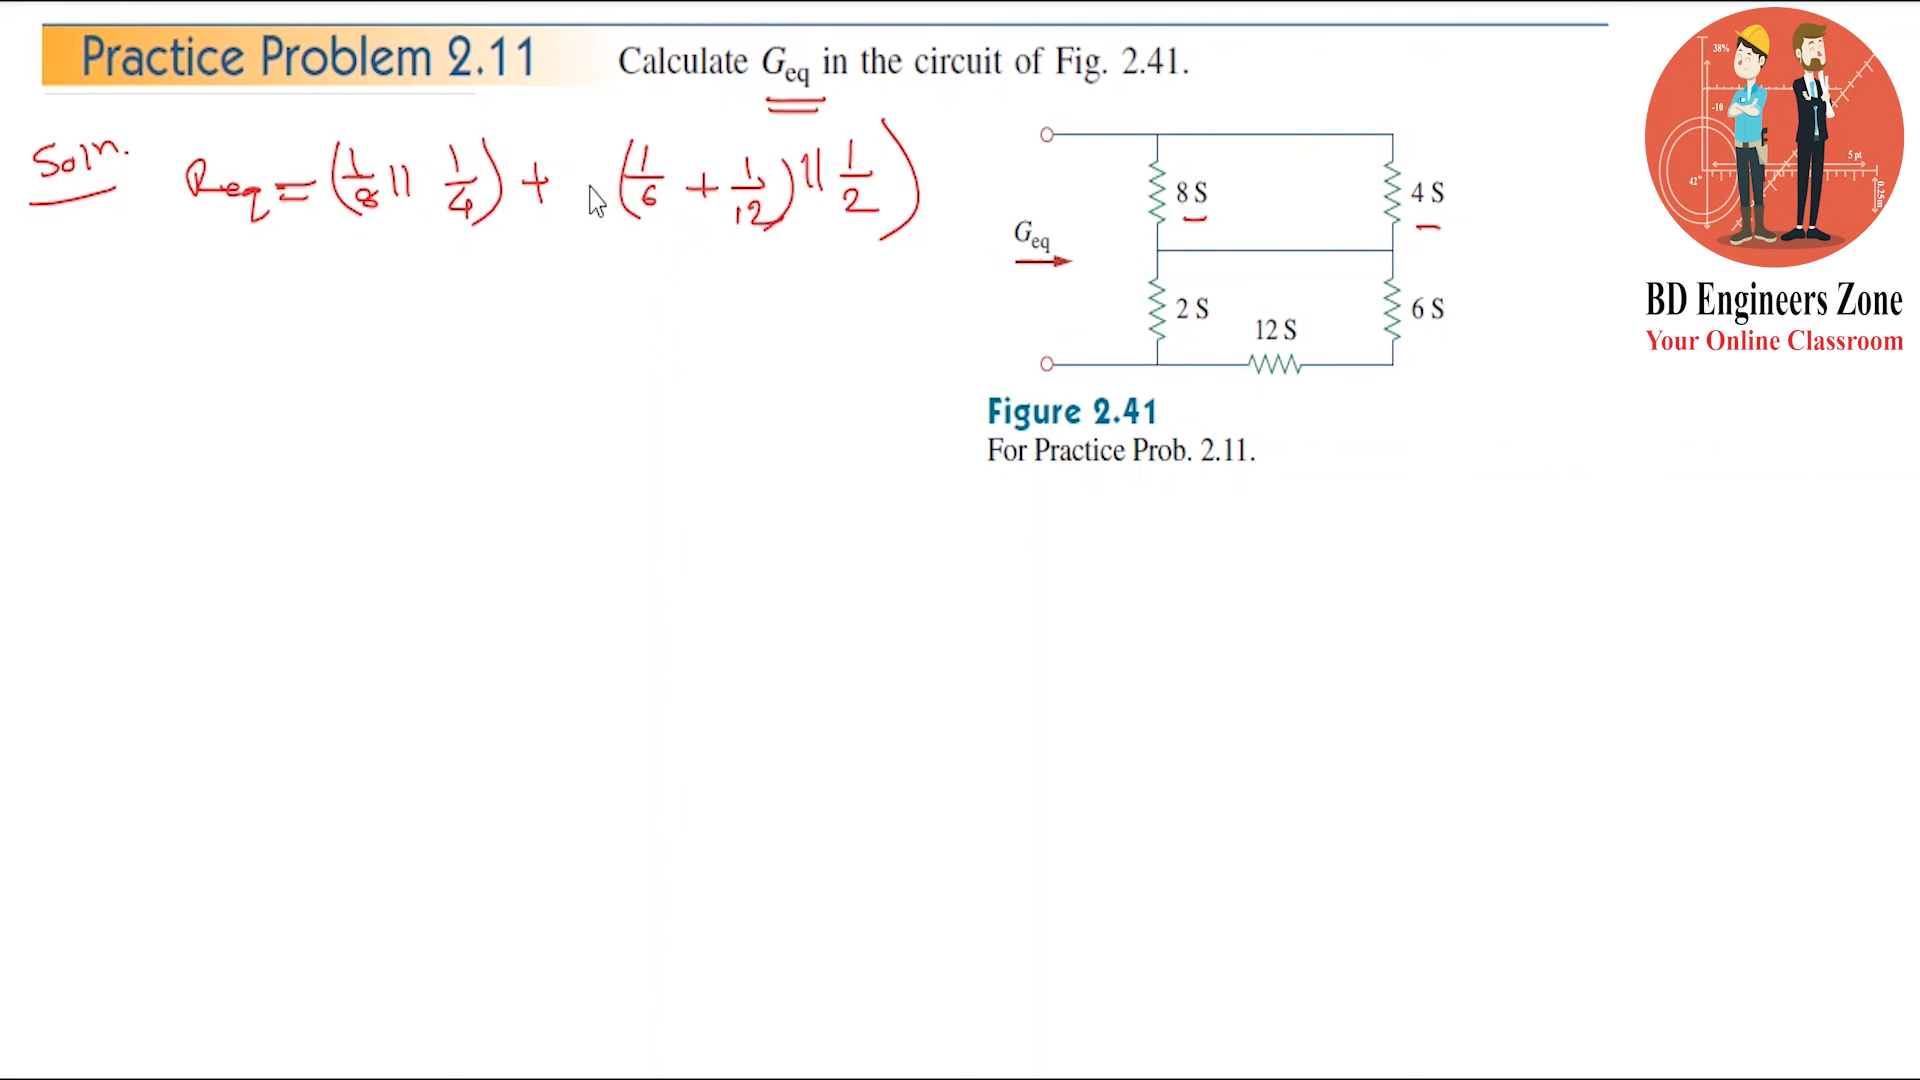 Practice Problem 2.11 Calculate Geq in the circuit of Fig. 2.41.
Soln. Req = (1/8 || 1/4) + (1/6 + 1/12) || 1/2)
8 S
4 S
Geq
2 S
12 S
6 S
Figure 2.41
For Practice Prob. 2.11.
38%
-10
5 pt
42°
0.25m
BD Engineers Zone
Your Online Classroom